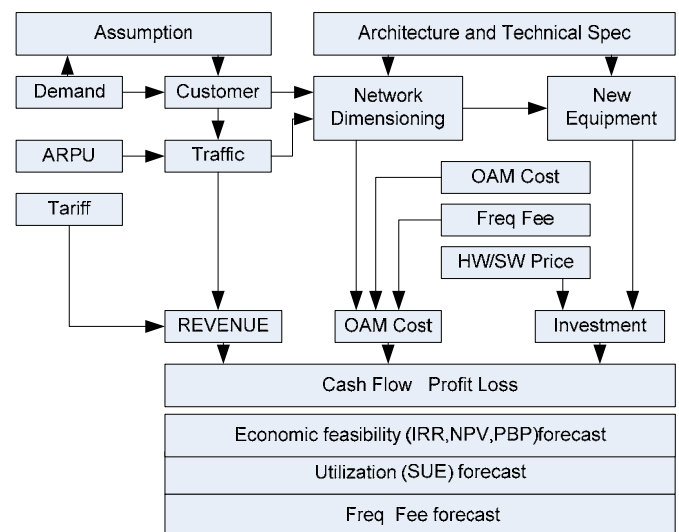 Assumption
Architecture and Technical Spec
Demand
Customer
Network
Dimensioning
New
Equipment
ARPU
Traffic
OAM Cost
Tariff
Freq Fee
HW/SW Price
REVENUE
OAM Cost
Investment
Cash Flow Profit Loss
Economic feasibility (IRR,NPV,PBP)forecast
Utilization (SUE) forecast
Freq Fee forecast